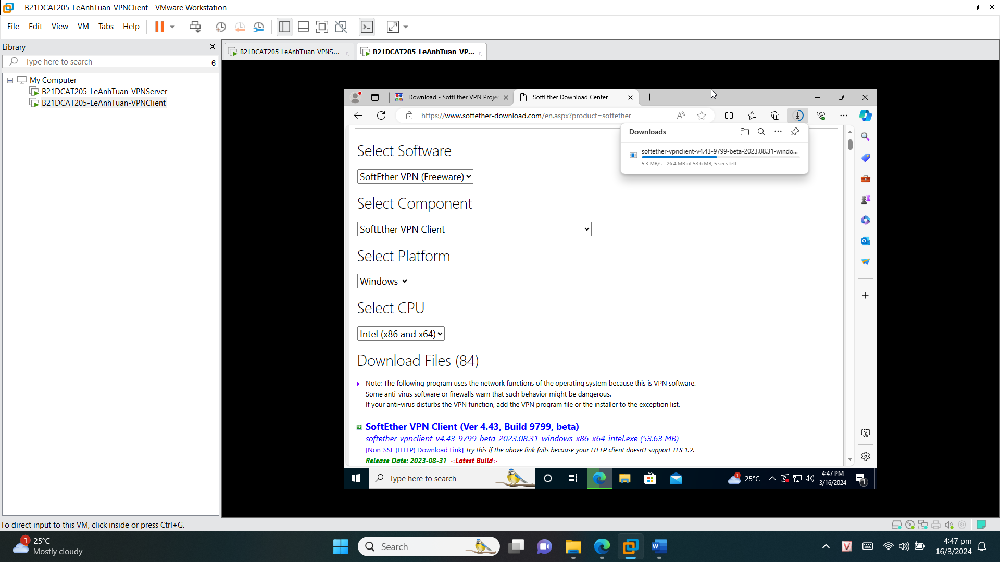 B21DCAT205-LeAnhTuan-VPNClient - VMware Workstation
File Edit View VM Tabs Help
Library
Type here to search
6
My Computer
B21DCAT205-LeAnhTuan-VPNServer
B21DCAT205-LeAnhTuan-VPNClient
B21DCAT205-LeAnhTuan-VPNS...
B21DCAT205-LeAnhTuan-VP...
Download - SoftEther VPN Projec
SoftEther Download Center
https://www.softether-download.com/en.aspx?product=softether
Downloads
softether-vpnclient-v4.43-9799-beta-2023.08.31-windo...
5.3 MB/s - 26.4 MB of 53.6 MB, 5 secs left
Select Software
SoftEther VPN (Freeware)
Select Component
SoftEther VPN Client
Select Platform
Windows
Select CPU
Intel (x86 and x64)
Download Files (84)
Note: The following program uses the network functions of the operating system because this is VPN software.
Some anti-virus software or firewalls warn that such behavior might be dangerous.
If your anti-virus disturbs the VPN function, add the VPN program file or the installer to the exception list.
SoftEther VPN Client (Ver 4.43, Build 9799, beta)
softether-vpnclient-v4.43-9799-beta-2023.08.31-windows-x86_x64-intel.exe (53.63 MB)
[Non-SSL (HTTP) Download Link] Try this if the above link fails because your HTTP client doesn't support TLS 1.2.
Release Date: 2023-08-31 <Latest Build>
Type here to search
1
25°C
4:47 PM
3/16/2024
1
To direct input to this VM, click inside or press Ctrl+G.
1
25°C
Mostly cloudy
Search
4:47 pm
16/3/2024